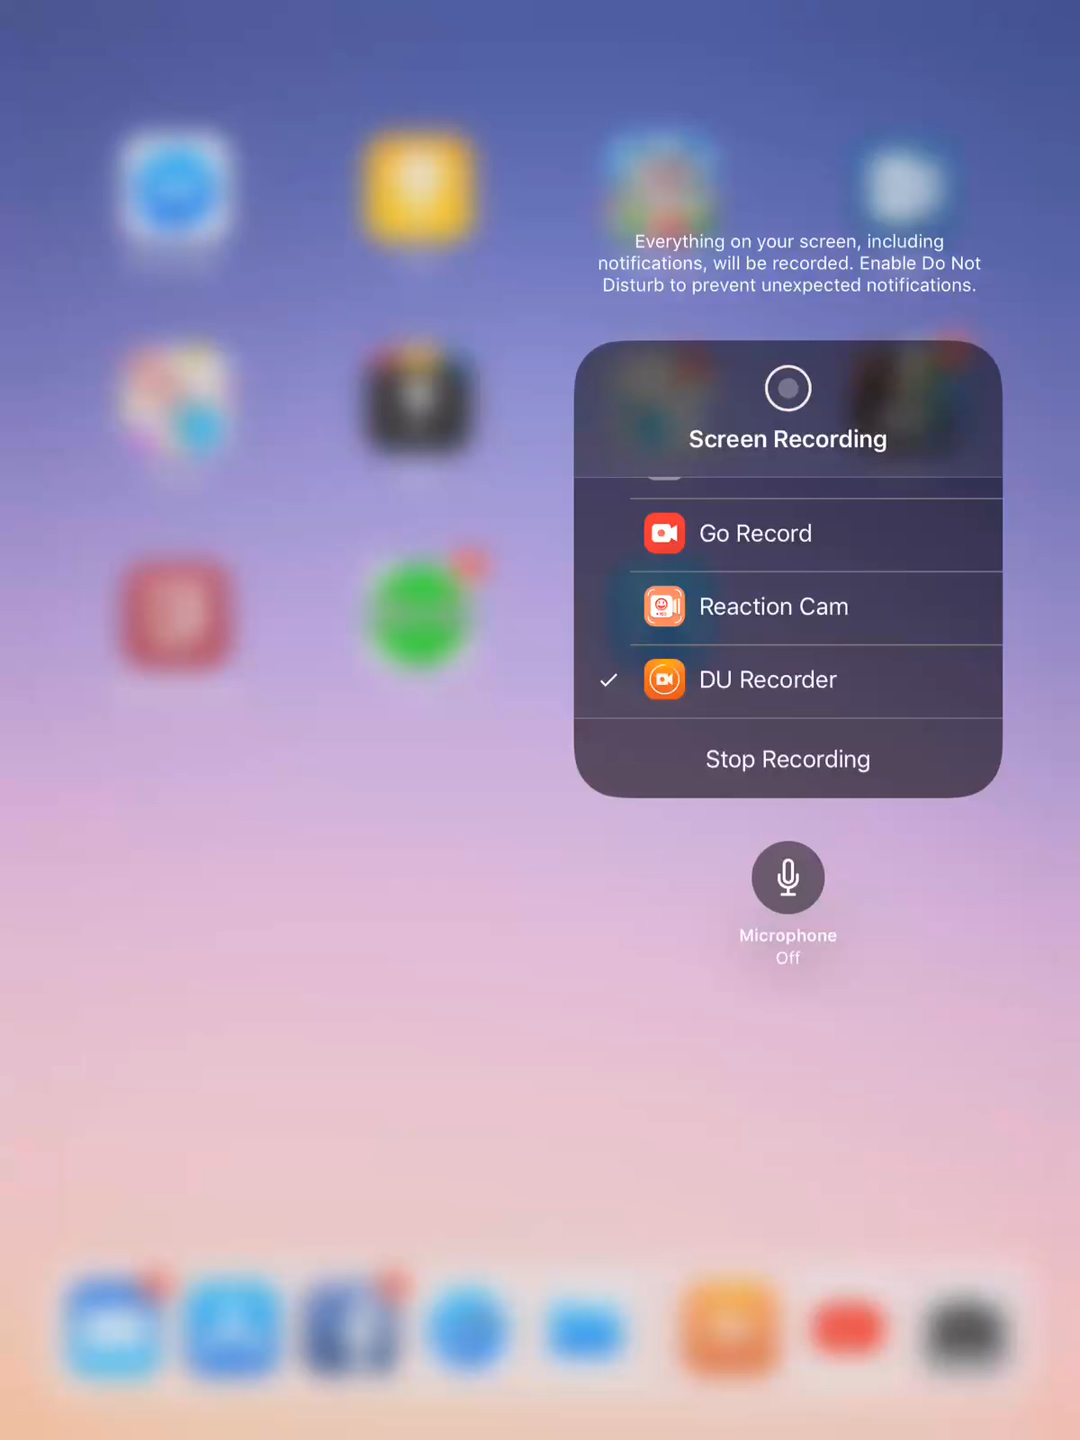 Everything on your screen, including
notifications, will be recorded. Enable Do Not
Disturb to prevent unexpected notifications.
Screen Recording
Go Record
Reaction Cam
DU Recorder
Stop Recording
Microphone
Off